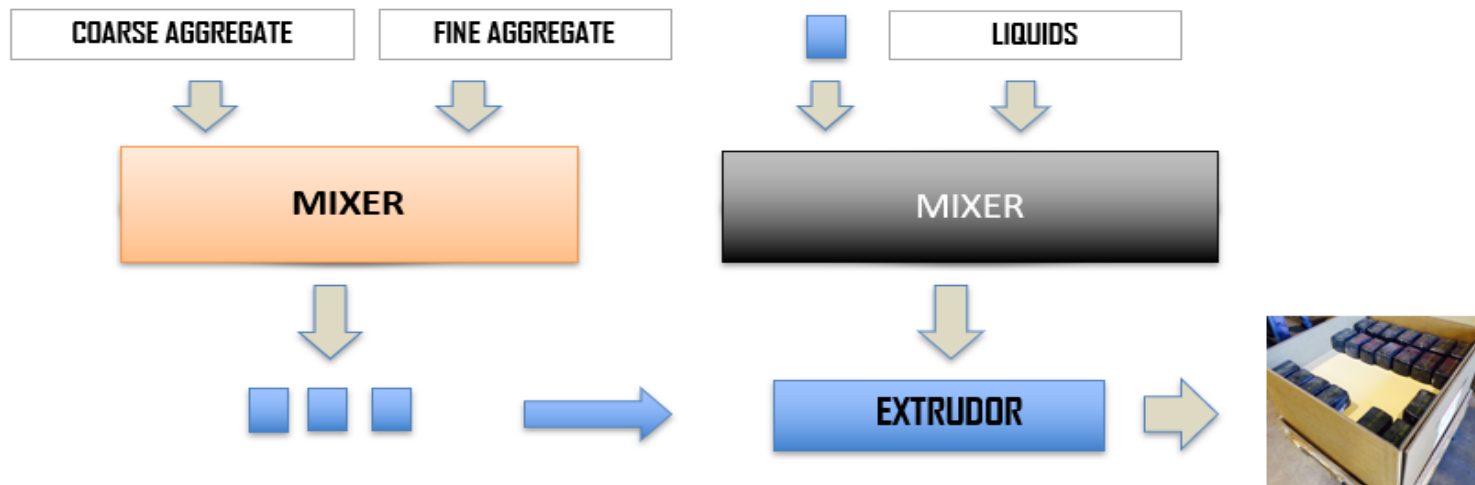 COARSE AGGREGATE
FINE AGGREGATE
LIQUIDS
MIXER
MIXER
EXTRUDOR